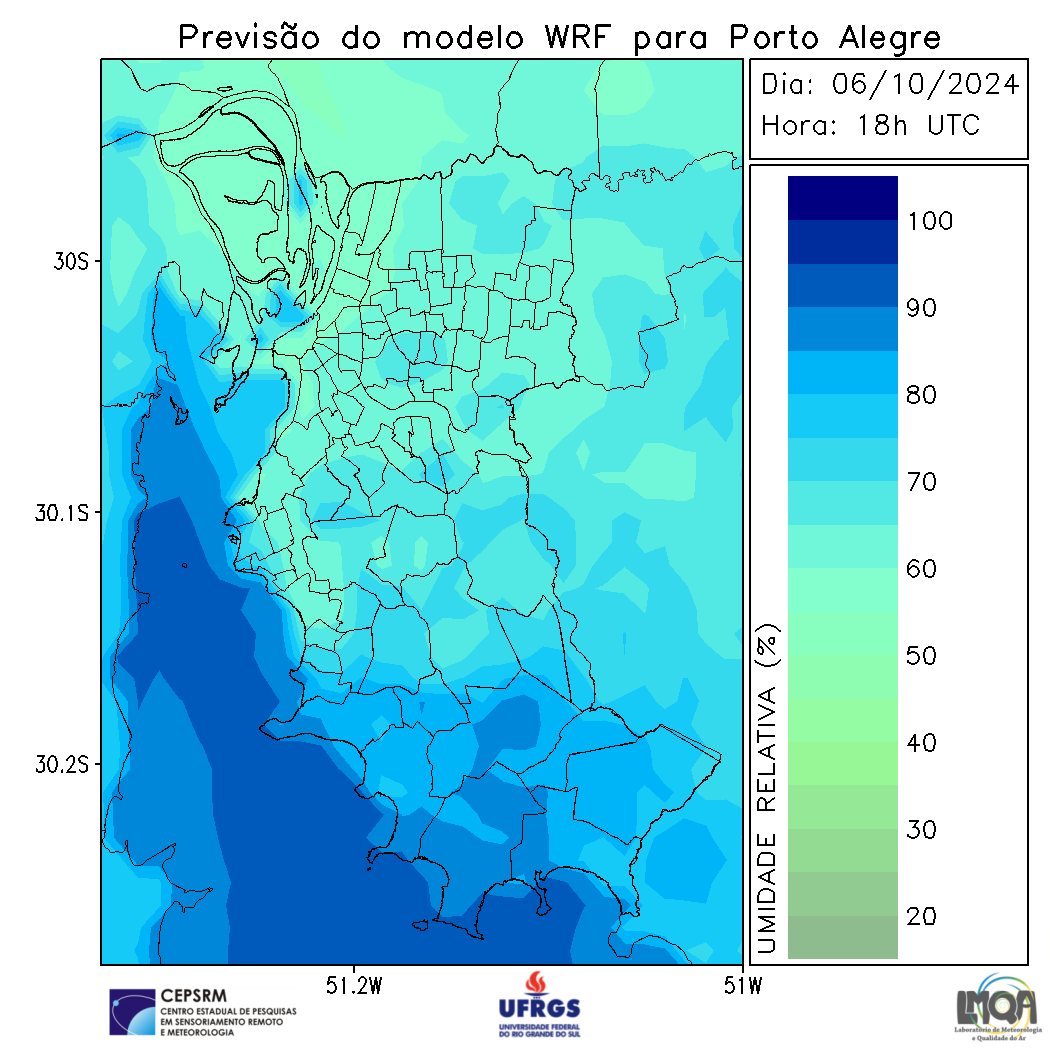 Previsão do modelo WRF para Porto Alegre
Dia: 06/10/2024
Hora: 18h UTC
100
90
80
70
60
50
40
30
20
UMIDADE RELATIVA (%)
30S
30.1S
30.2S
51.2W
51W
CEPSRM
CENTRO ESTADUAL DE PESQUISAS
EM SENSORIAMENTO REMOTO
E METEOROLOGIA
UFRGS
UNIVERSIDADE FEDERAL
DO RIO GRANDE DO SUL
LMQA
Laboratório de Meteorologia
e Qualidade do Ar